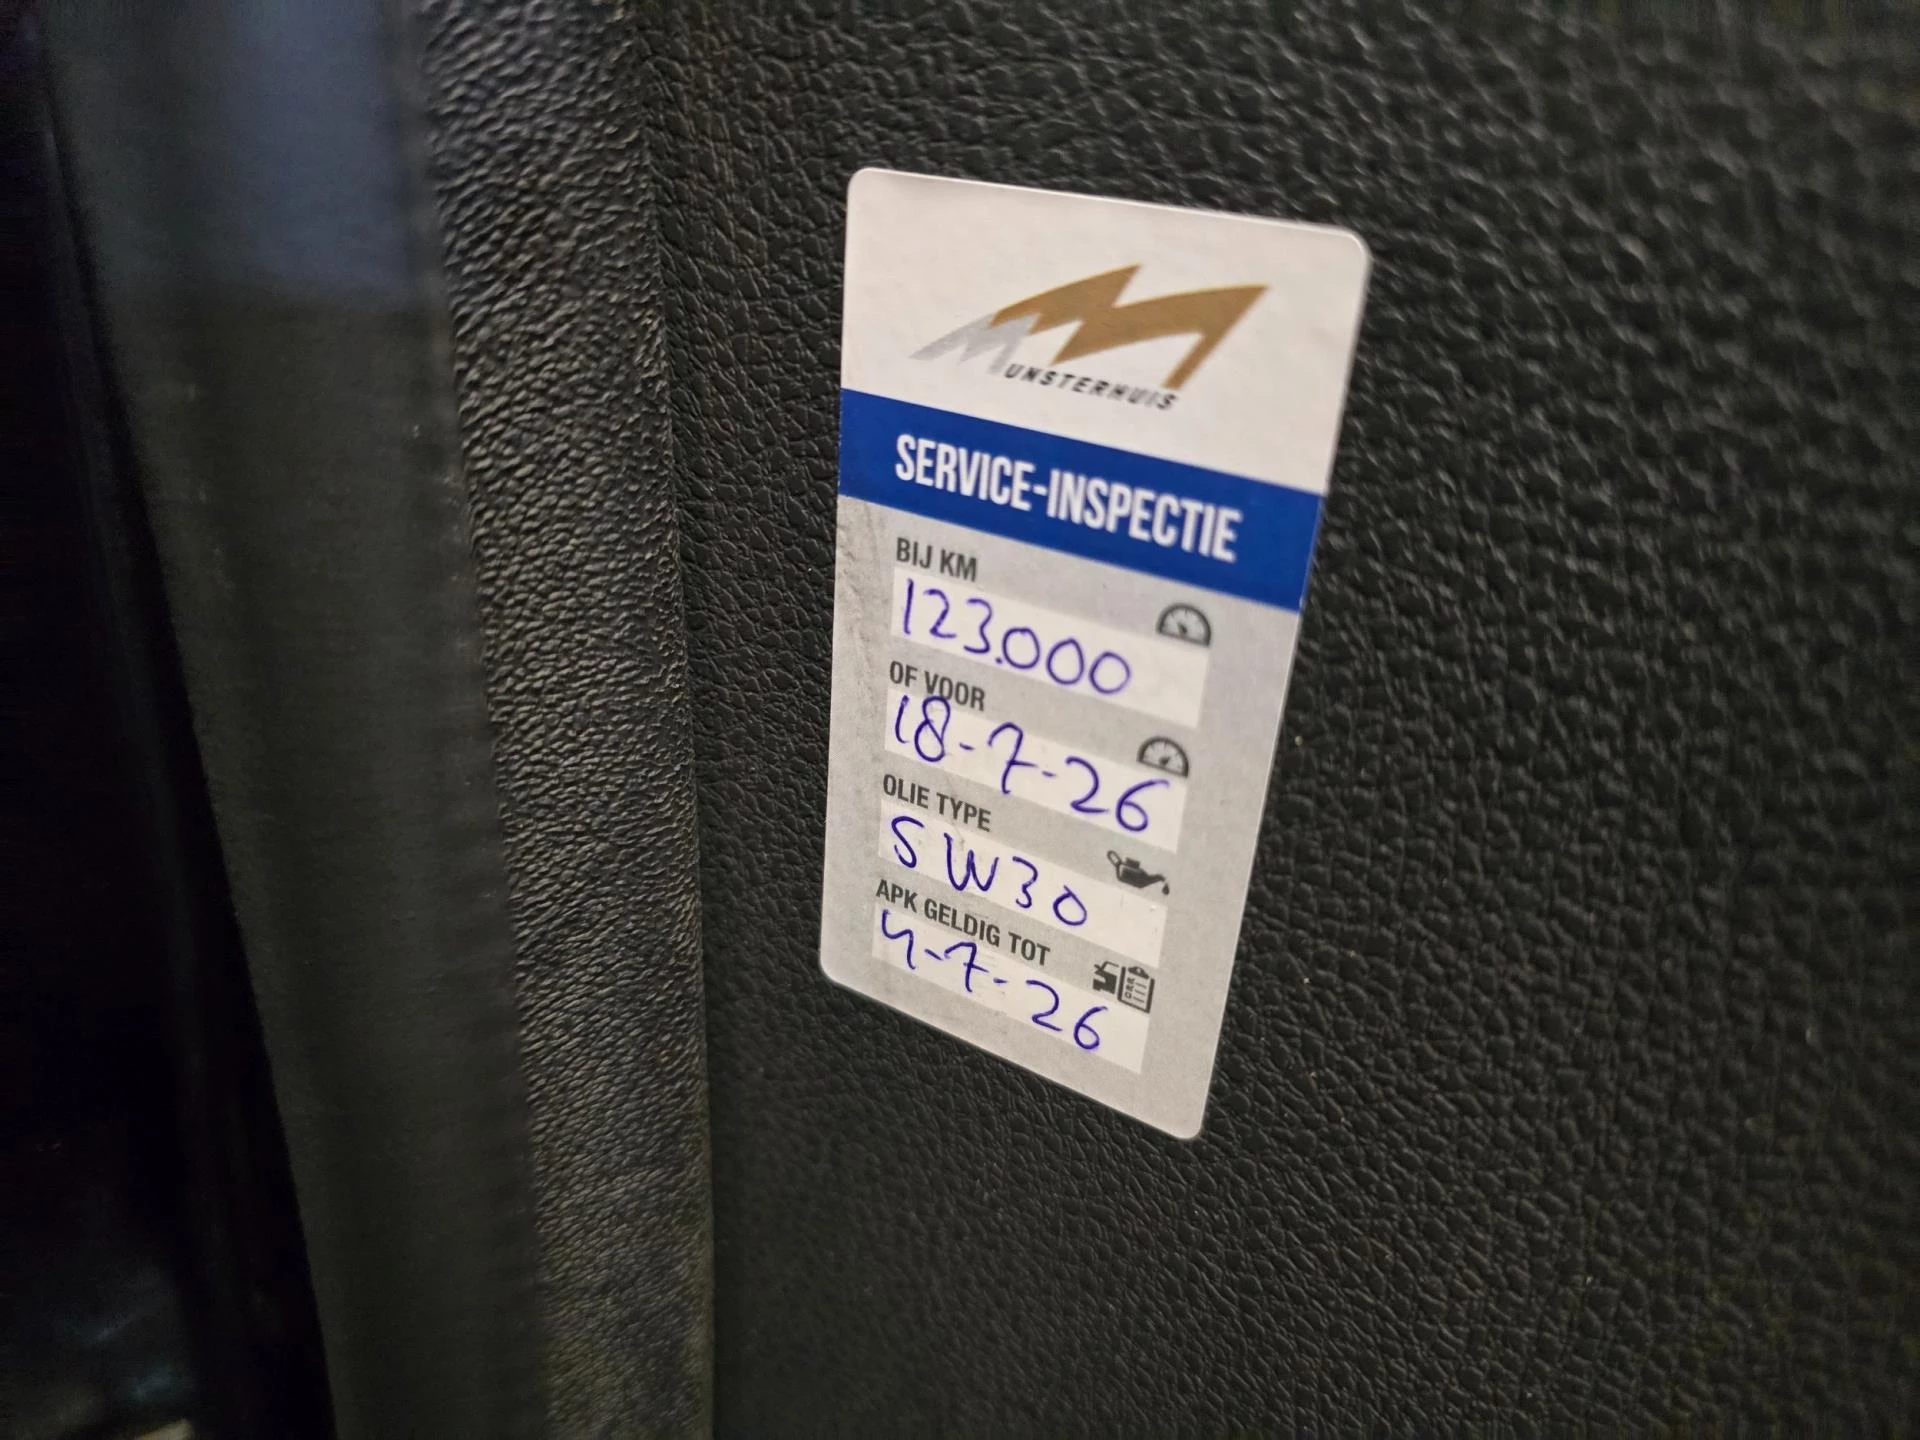 MUNSTERHUIS
SERVICE-INSPECTIE
BIJ KM
123.000
OF VOOR
18-7-26
OLIE TYPE
5W30
APK GELDIG TOT
4-7-26